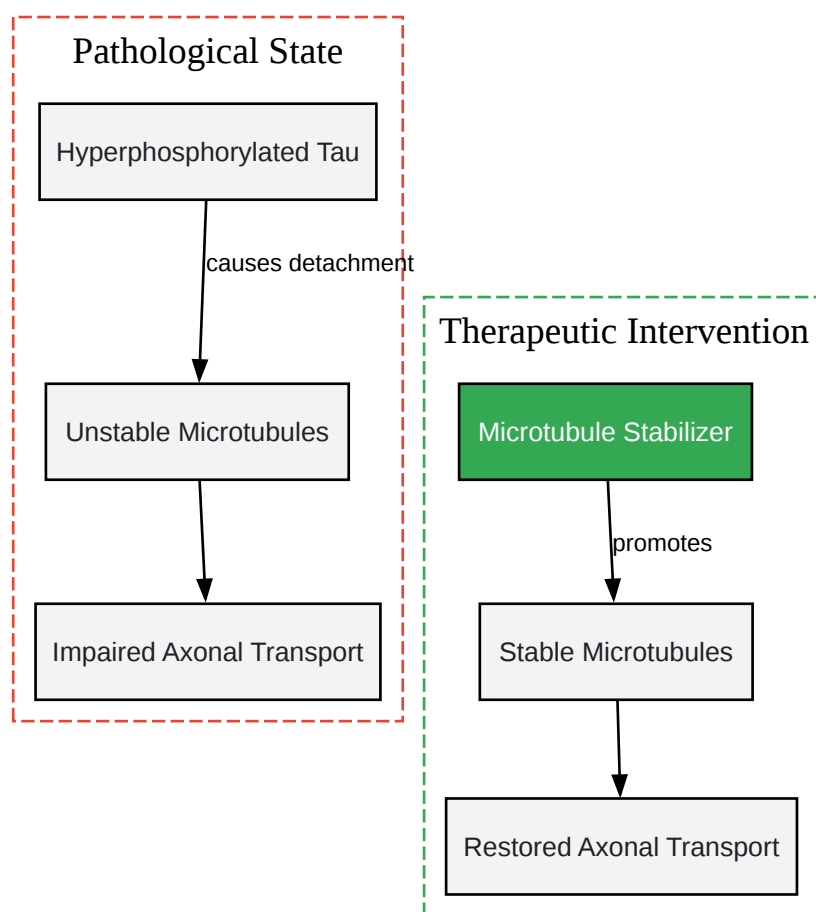 Pathological State
Hyperphosphorylated Tau
causes detachment
Unstable Microtubules
Impaired Axonal Transport
Therapeutic Intervention
Microtubule Stabilizer
promotes
Stable Microtubules
Restored Axonal Transport